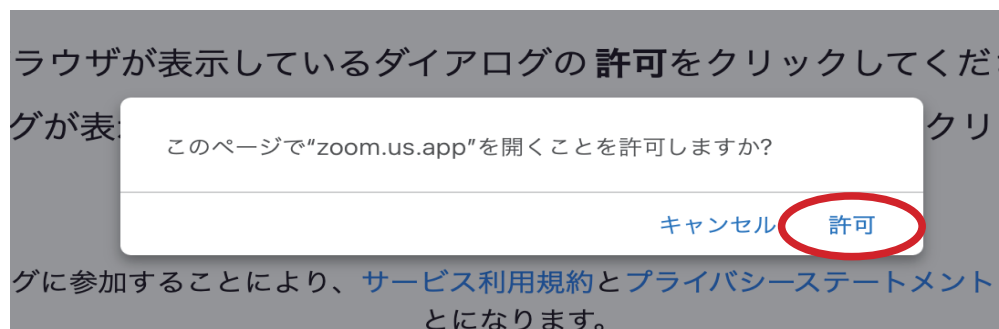 ラウザが表示しているダイアログの 許可をクリックしてくだ
グが表
クリ
このページで“zoom.us.app”を開くことを許可しますか?
キャンセル 許可
グに参加することにより、サービス利用規約とプライバシーステートメント
とになります。